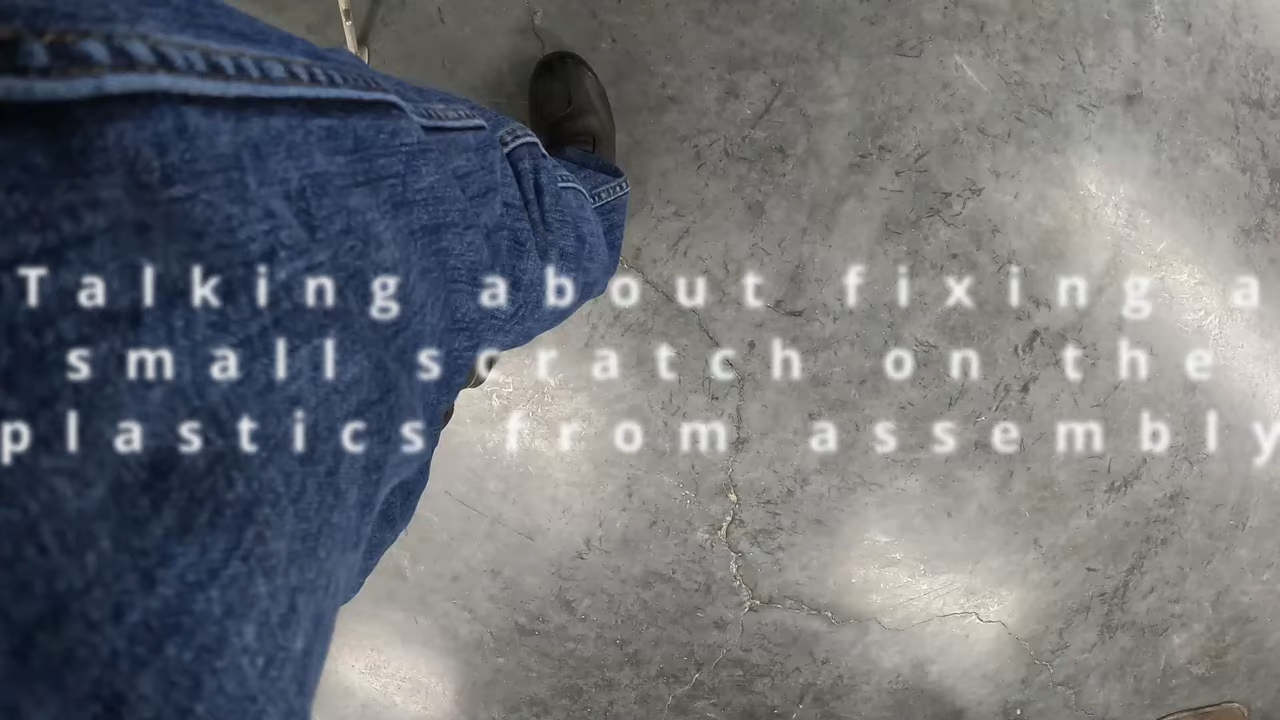 Talking about fixing a
small scratch on the
plastics from assembly